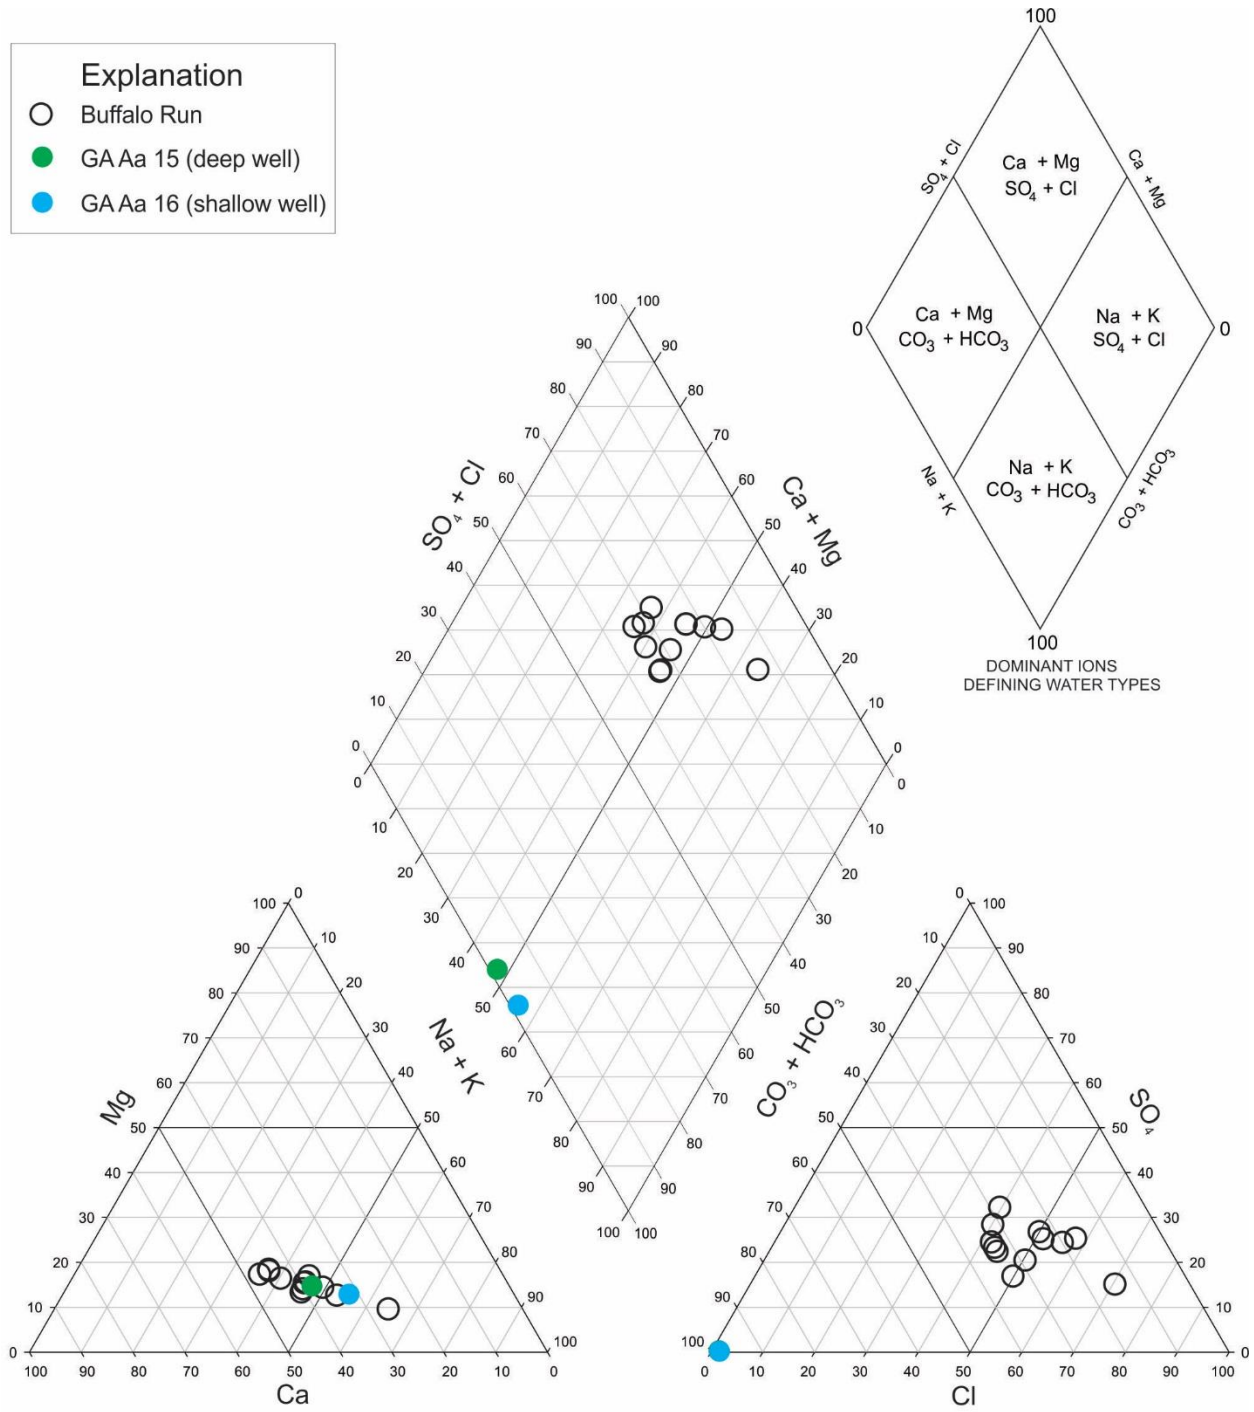 Explanation
Buffalo Run
GA Aa 15 (deep well)
GA Aa 16 (shallow well)
100
SO₄ + Cl
Ca + Mg
Ca + Mg
SO₄ + Cl
0
Ca + Mg
CO₃ + HCO₃
Na + K
SO₄ + Cl
0
Na + K
Na + K
CO₃ + HCO₃
CO₃ + HCO₃
100
DOMINANT IONS
DEFINING WATER TYPES
100 100
90 90
80 80
70 70
60 60
50 50
40 40
30 30
20 20
10 10
0 0
SO₄ + Cl
Ca + Mg
0 0
10 10
20 20
30 30
40 40
50 50
60 60
70 70
80 80
90 90
100 100
Na + K
CO₃ + HCO₃
100 0
90 10
80 20
70 30
60 40
50 50
40 60
30 70
20 80
10 90
0 100
Mg
100 90 80 70 60 50 40 30 20 10 0
Ca
0 100
10 90
20 80
30 70
40 60
50 50
60 40
70 30
80 20
90 10
100 0
SO₄
0 10 20 30 40 50 60 70 80 90 100
Cl